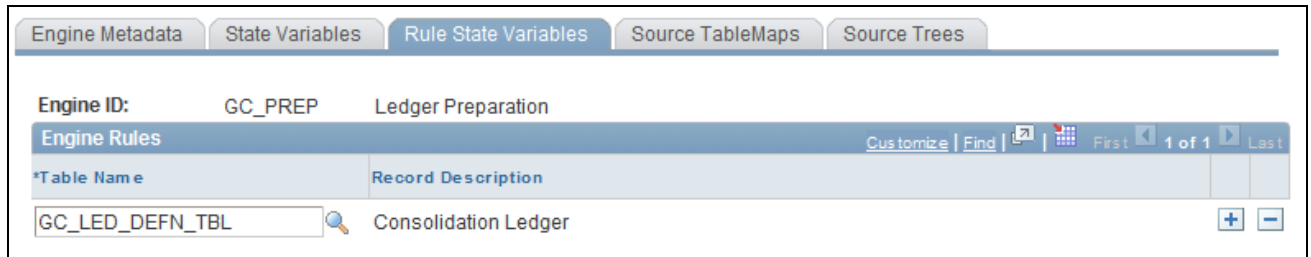 Engine Metadata State Variables Rule State Variables Source TableMaps Source Trees
Engine ID: GC_PREP Ledger Preparation
Engine Rules Customize | Find | | First 1 of 1 Last
*Table Name Record Description
GC_LED_DEFN_TBL Consolidation Ledger